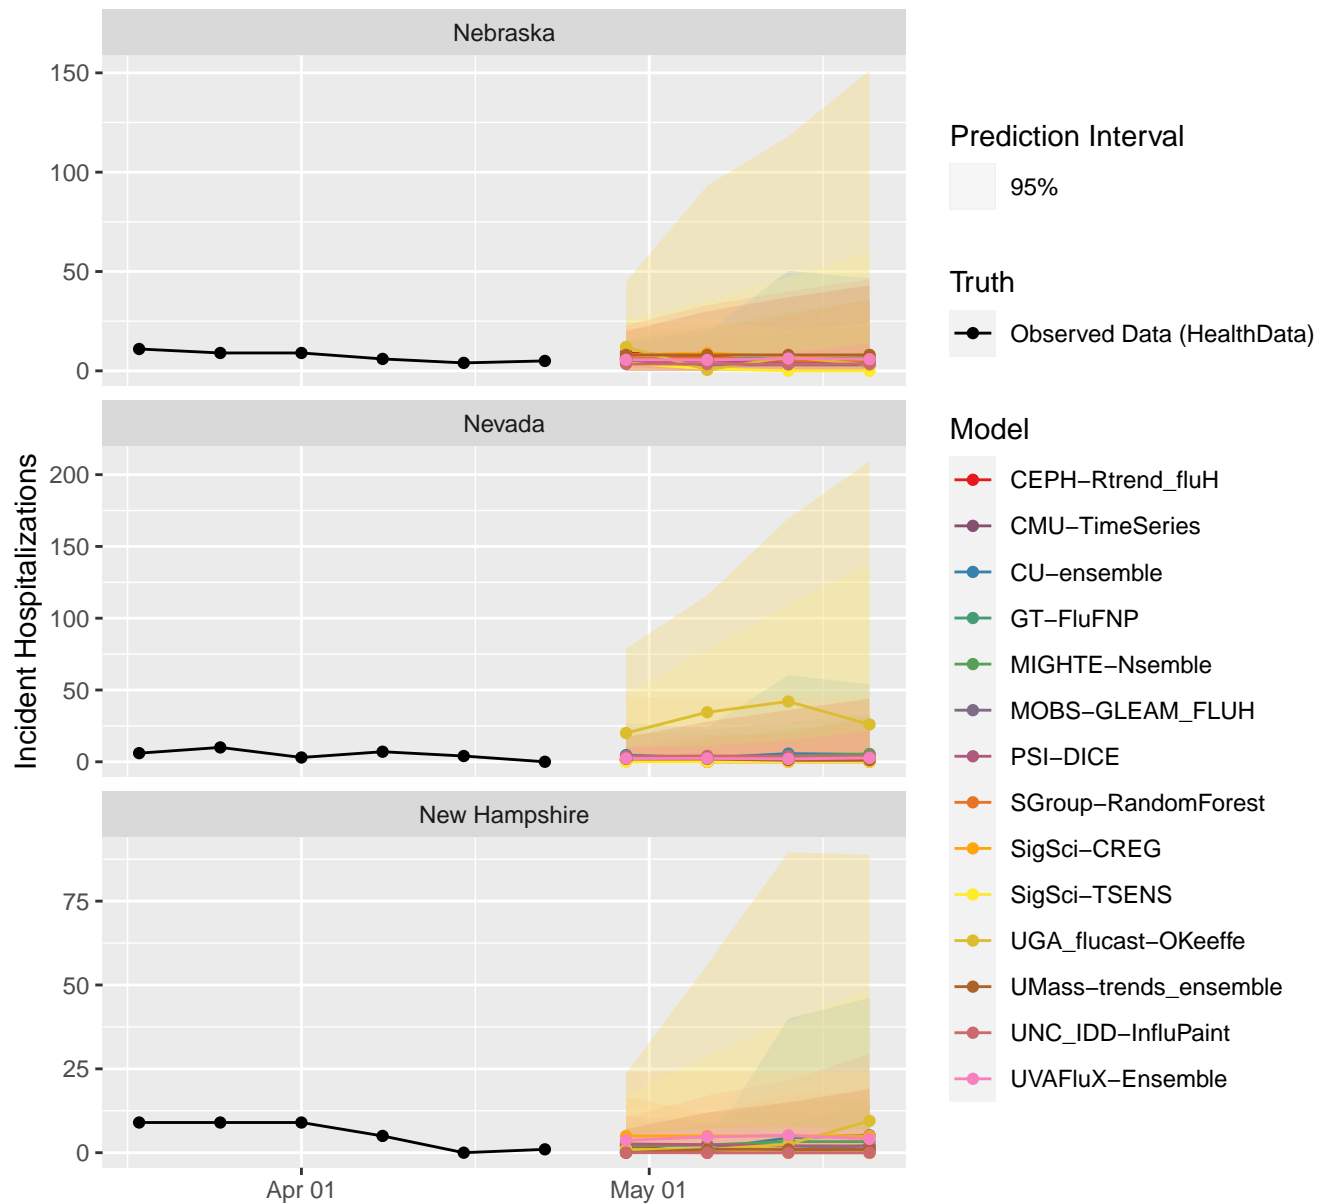 Nebraska
150
100
50
0
Nevada
200
150
100
50
0
New Hampshire
75
50
25
0
Apr 01
May 01
Incident Hospitalizations
Prediction Interval
95%
Truth
Observed Data (HealthData)
Model
CEPH−Rtrend_fluH
CMU−TimeSeries
CU−ensemble
GT−FluFNP
MIGHTE−Nsemble
MOBS−GLEAM_FLUH
PSI−DICE
SGroup−RandomForest
SigSci−CREG
SigSci−TSENS
UGA_flucast−OKeeffe
UMass−trends_ensemble
UNC_IDD−InfluPaint
UVAFluX−Ensemble